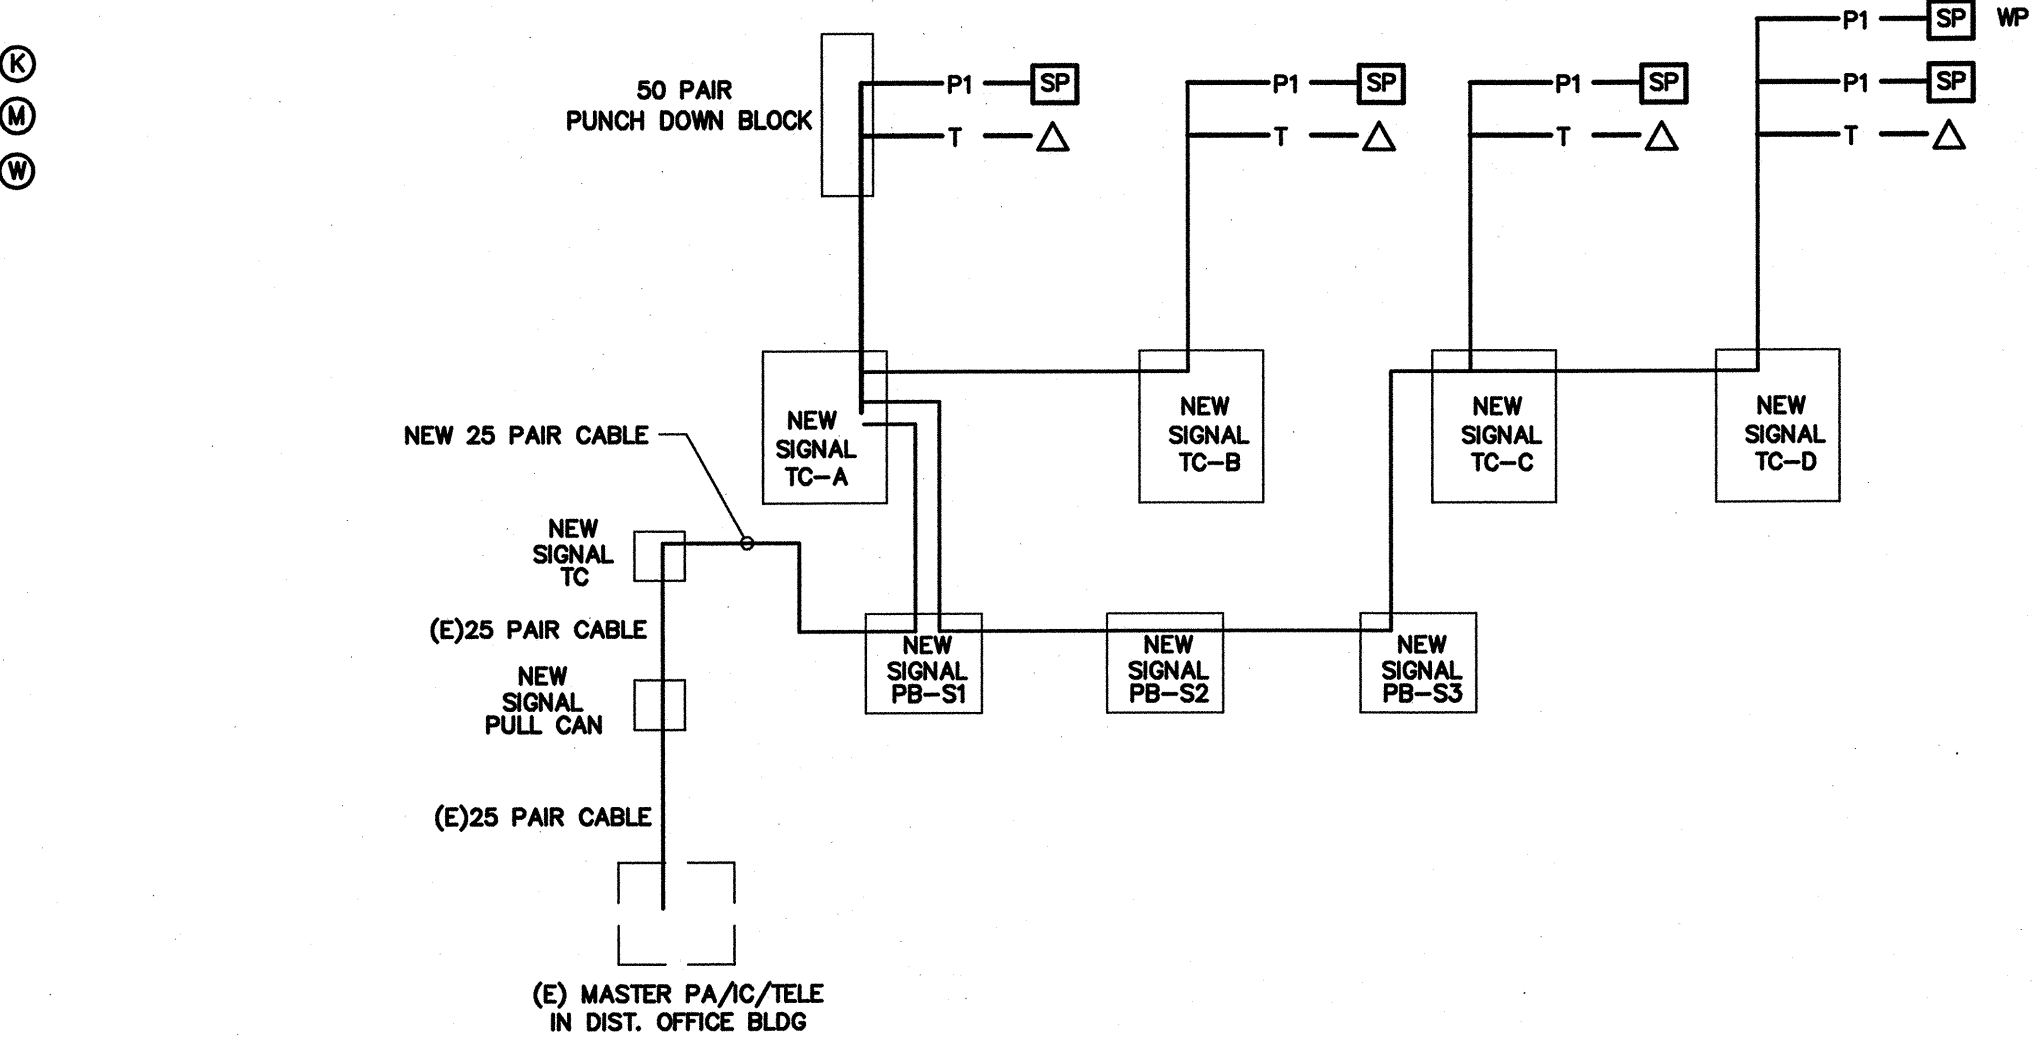 K
M
W
50 PAIR
PUNCH DOWN BLOCK
P1 SP
T
P1 SP
T
P1 SP
T
P1 SP WP
P1 SP
T
NEW
SIGNAL
TC-A
NEW
SIGNAL
TC-B
NEW
SIGNAL
TC-C
NEW
SIGNAL
TC-D
NEW 25 PAIR CABLE
NEW
SIGNAL
TC
(E)25 PAIR CABLE
NEW
SIGNAL
PULL CAN
NEW
SIGNAL
PB-S1
NEW
SIGNAL
PB-S2
NEW
SIGNAL
PB-S3
(E)25 PAIR CABLE
(E) MASTER PA/IC/TELE
IN DIST. OFFICE BLDG